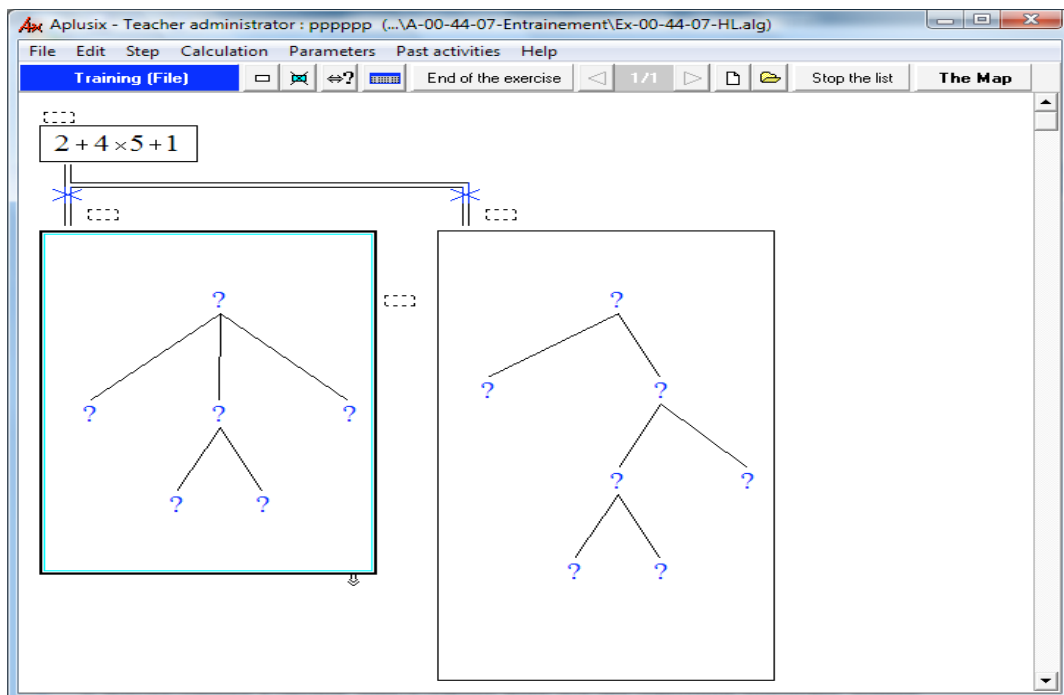 Aplusix - Teacher administrator : pppppp (...\A-00-44-07-Entrainement\Ex-00-44-07-HL.alg)
File Edit Step Calculation Parameters Past activities Help
Training (File) ⇔? End of the exercise 1/1 Stop the list The Map
2 + 4 × 5 + 1
? ?
? ?
? ? ?
? ?
? ?
? ?